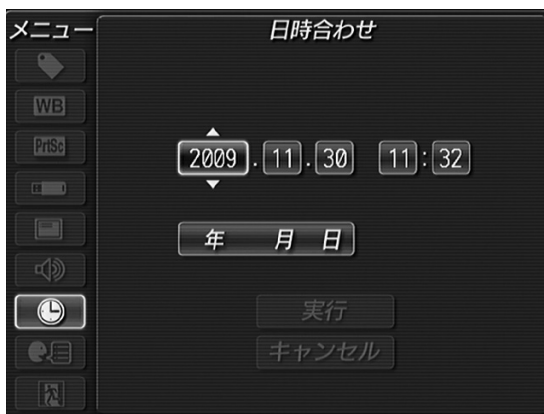 メニュー
日時合わせ
WB
PrtSc
2009.11.30 11:32
年 月 日
実行
キャンセル